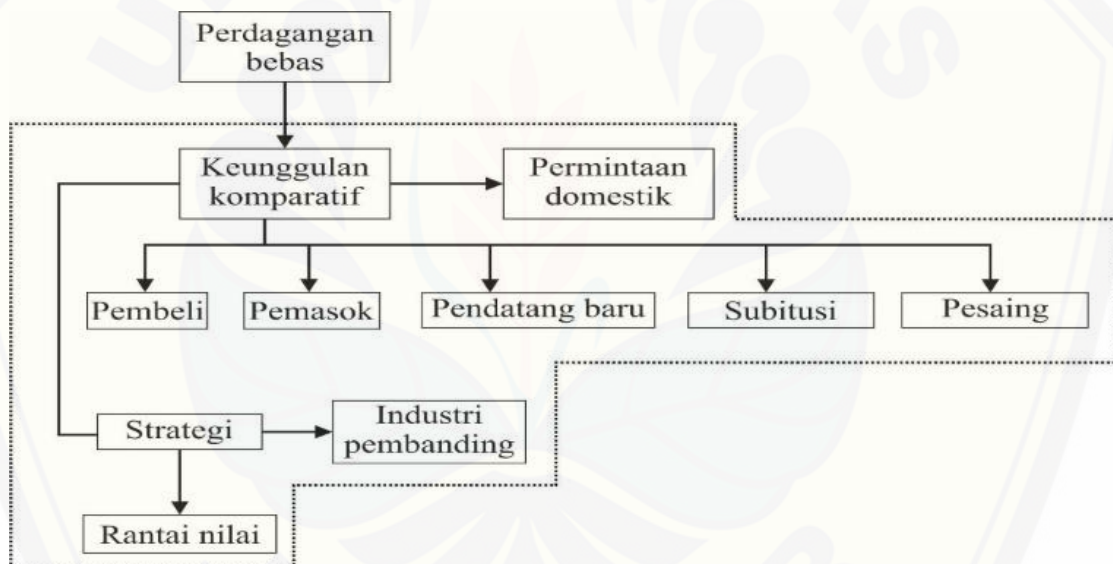 Perdagangan
bebas
Keunggulan
komparatif
Permintaan
domestik
Pembeli
Pemasok
Pendatang baru
Subitusi
Pesaing
Strategi
Industri
pembanding
Rantai nilai